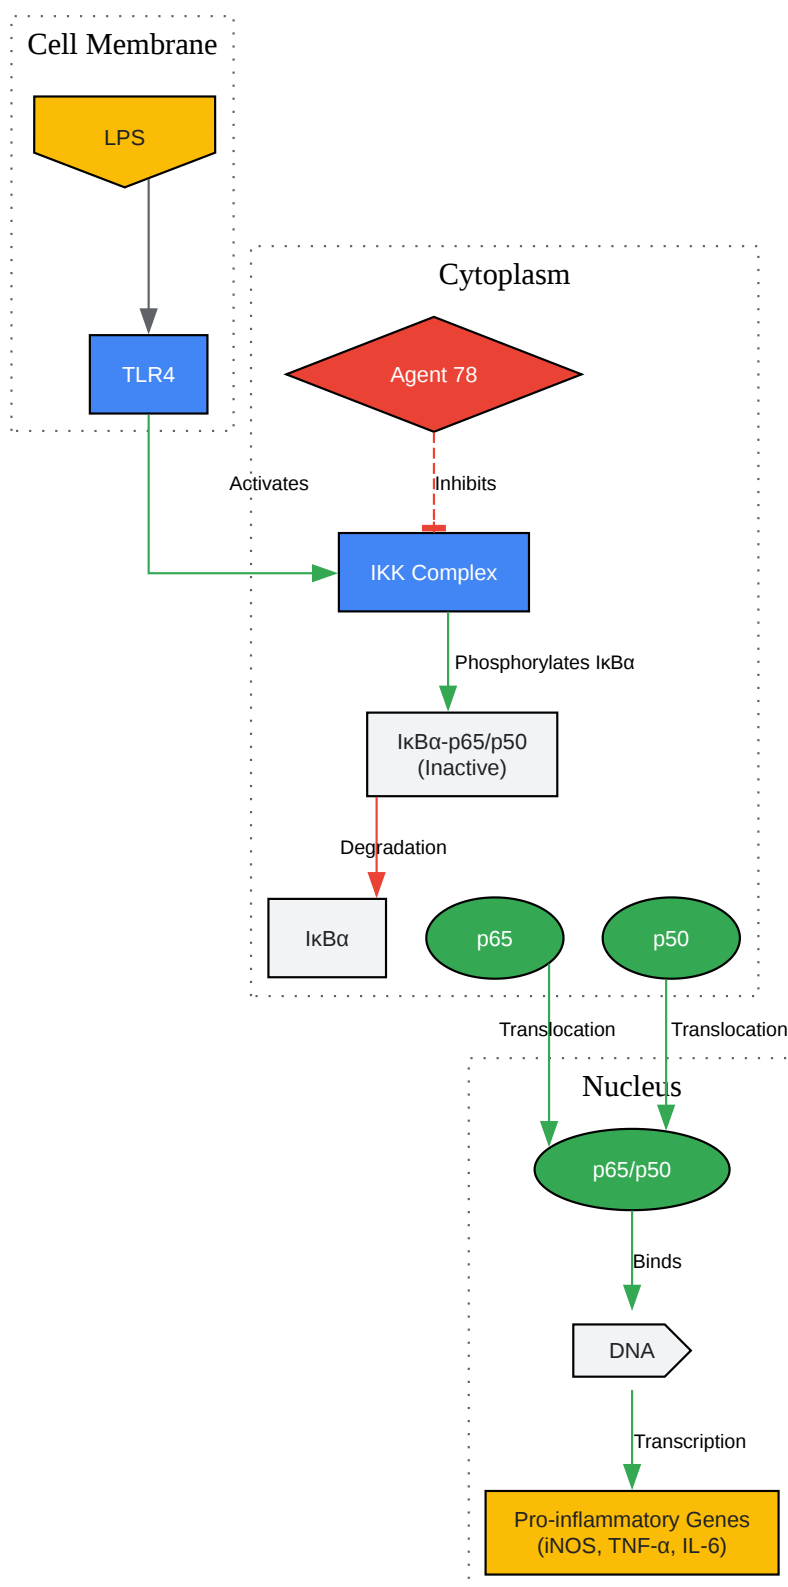 Cell Membrane
LPS
TLR4
Cytoplasm
Agent 78
Activates
Inhibits
IKK Complex
Phosphorylates IκBα
IκBα-p65/p50
(Inactive)
Degradation
IκBα
p65
p50
Translocation
Translocation
Nucleus
p65/p50
Binds
DNA
Transcription
Pro-inflammatory Genes
(iNOS, TNF-α, IL-6)